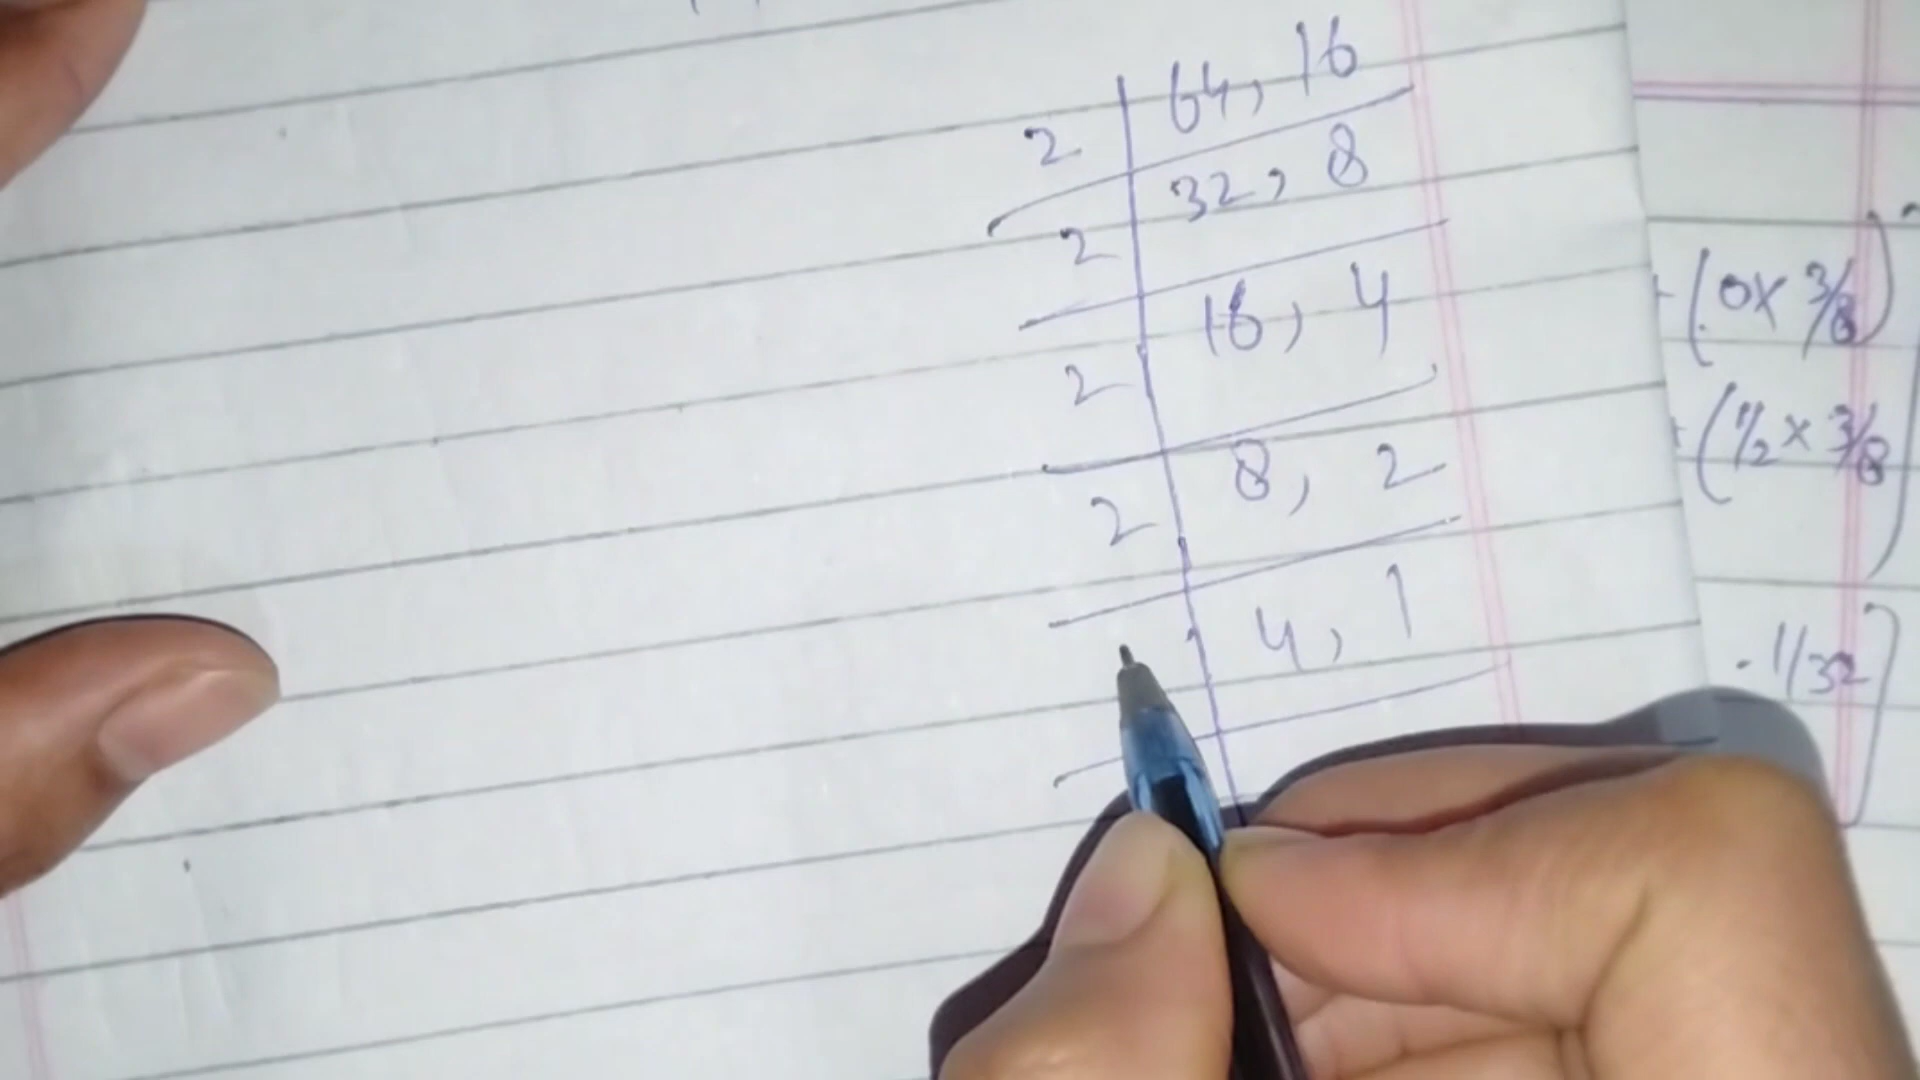 64, 16
2 32, 8
2 16, 4
2 8, 2
2 4, 1
(0x 3/8)
(1/2 x 3/8
1/32